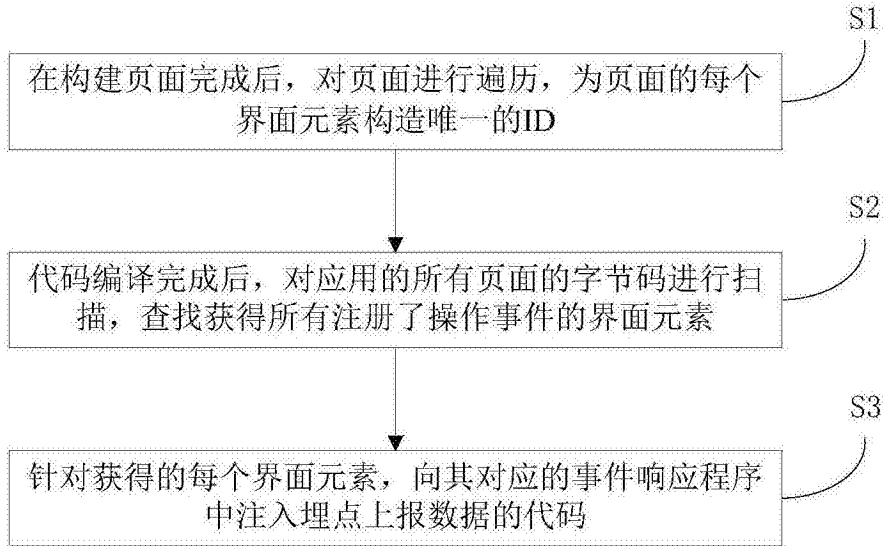 S1
在构建页面完成后，对页面进行遍历，为页面的每个
界面元素构造唯一的ID
S2
代码编译完成后，对应用的所有页面的字节码进行扫
描，查找获得所有注册了操作事件的界面元素
S3
针对获得的每个界面元素，向其对应的事件响应程序
中注入埋点上报数据的代码